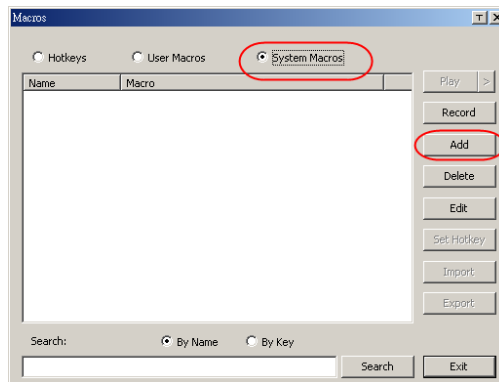 Macros
Hotkeys User Macros System Macros
Name Macro
Play >
Record
Add
Delete
Edit
Set Hotkey
Import
Export
Search: By Name By Key
Search Exit